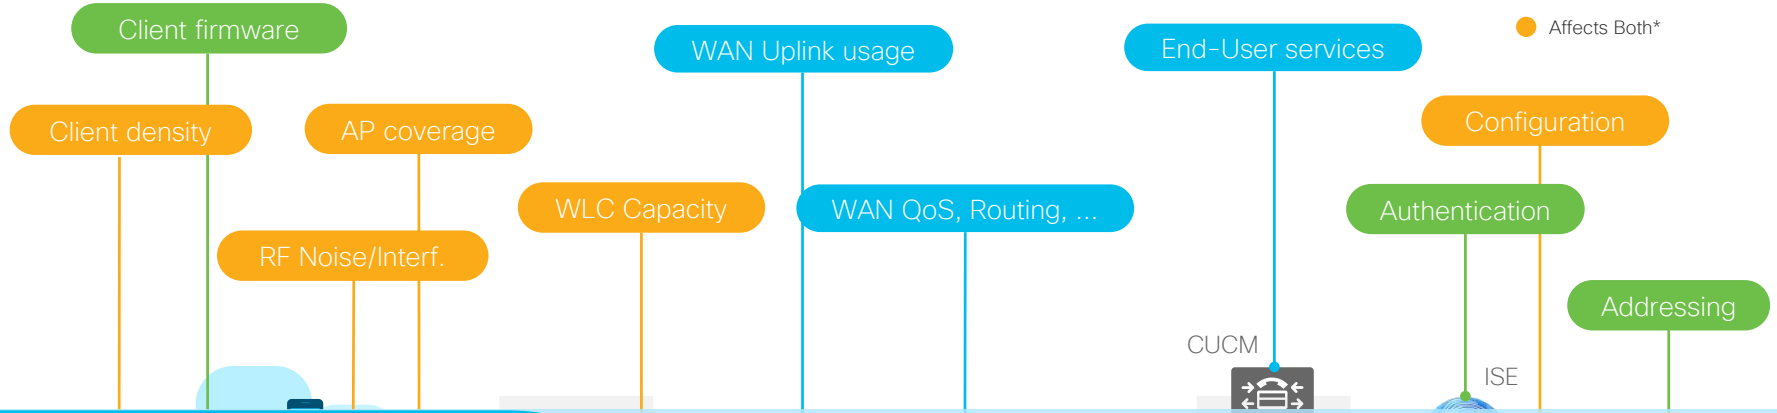 Client firmware
WAN Uplink usage
End-User services
Affects Both*
Client density
AP coverage
Configuration
WLC Capacity
WAN QoS, Routing, ...
Authentication
RF Noise/Interf.
Addressing
CUCM
ISE